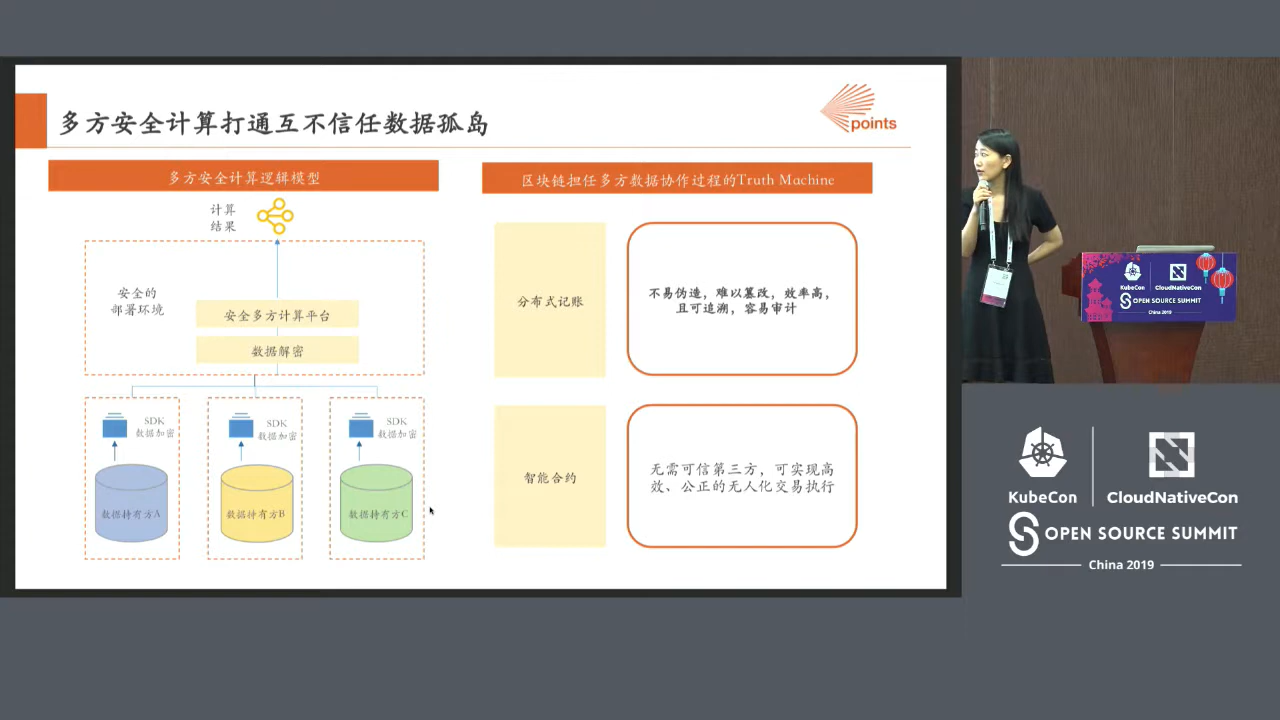 多方安全计算打通互不信任数据孤岛
points
多方安全计算逻辑模型
计算
结果
安全的
部署环境
安全多方计算平台
数据解密
SDK
数据加密
SDK
数据加密
SDK
数据加密
数据持有方A
数据持有方B
数据持有方C
区块链担任多方数据协作过程的Truth Machine
分布式记账
不易伪造，难以篡改，效率高，
且可追溯，容易审计
智能合约
无需可信第三方，可实现高
效、公正的无人化交易执行
KubeCon
CloudNativeCon
OPEN SOURCE SUMMIT
China 2019
KubeCon
CloudNativeCon
OPEN SOURCE SUMMIT
China 2019